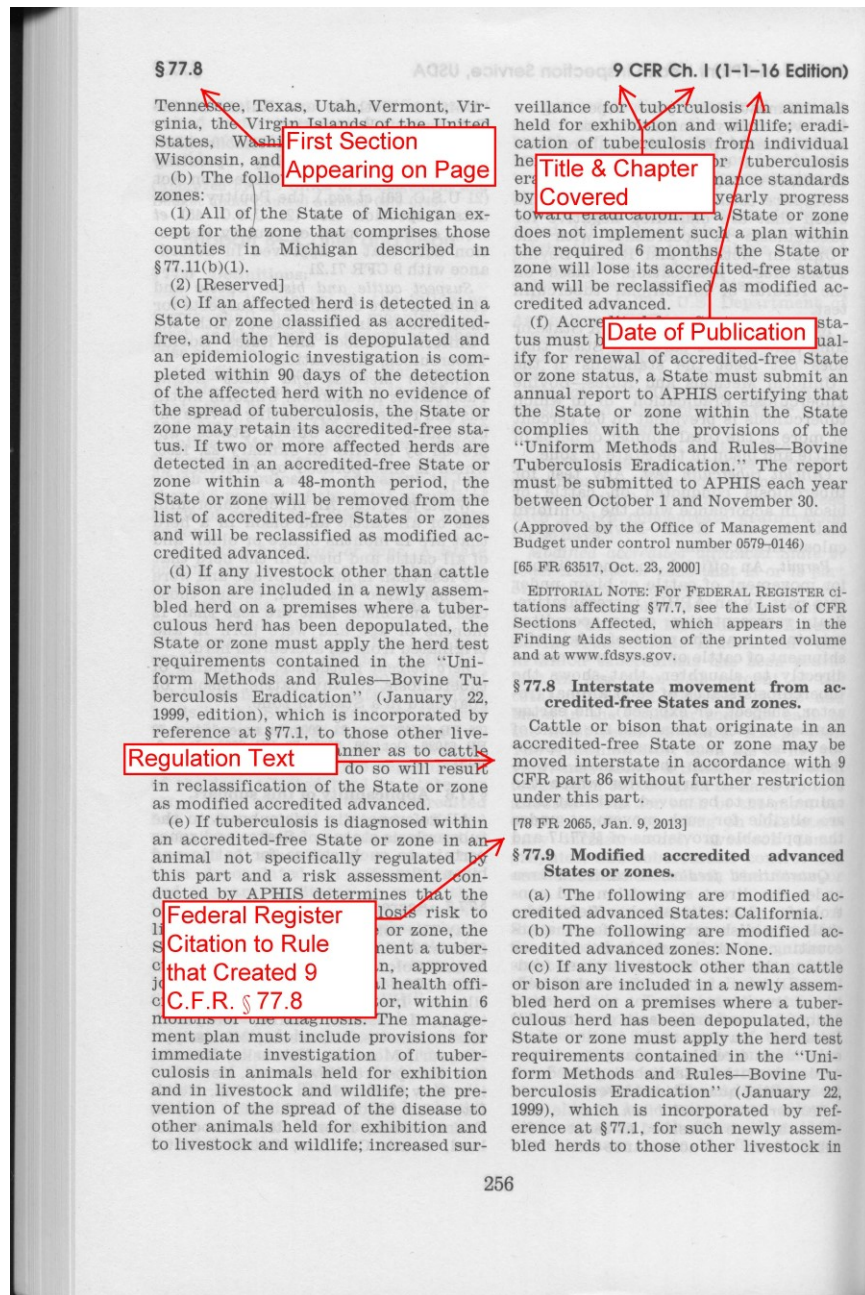 § 77.8
9 CFR Ch. I (1–1–16 Edition)
Tennessee, Texas, Utah, Vermont, Vir-
ginia, the Virgin Islands of the United
States,
Wisconsin, and
(b) The
zones:
(1) All of the State of Michigan ex-
cept for the zone that comprises those
counties in Michigan described in
§77.11(b)(1).
(2) [Reserved]
(c) If an affected herd is detected in a
State or zone classified as accredited-
free, and the herd is depopulated and
an epidemiologic investigation is com-
pleted within 90 days of the detection
of the affected herd with no evidence of
the spread of tuberculosis, the State or
zone may retain its accredited-free sta-
tus. If two or more affected herds are
detected in an accredited-free State or
zone within a 48-month period, the
State or zone will be removed from the
list of accredited-free States or zones
and will be reclassified as modified ac-
credited advanced.
(d) If any livestock other than cattle
or bison are included in a newly assem-
bled herd on a premises where a tuber-
culous herd has been depopulated, the
State or zone must apply the herd test
requirements contained in the “Uni-
form Methods and Rules—Bovine Tu-
berculosis Eradication” (January 22,
1999, edition), which is incorporated by
reference at §77.1, to those other live-
as to cattle
do so will result
in reclassification of the State or zone
as modified accredited advanced.
(e) If tuberculosis is diagnosed within
an accredited-free State or zone in an
animal not specifically regulated by
this part and a risk assessment con-
ducted by APHIS determines that the
risk to
or zone, the
a tuber-
approved
health offi-
within 6
months of the diagnosis. The manage-
ment plan must include provisions for
immediate investigation of tuber-
culosis in animals held for exhibition
and in livestock and wildlife; the pre-
vention of the spread of the disease to
other animals held for exhibition and
to livestock and wildlife; increased sur-
veillance for tuberculosis in animals
held for exhibition and wildlife; eradi-
cation of tuberculosis from individual
tuberculosis
standards
by yearly progress
toward eradication. If a State or zone
does not implement such a plan within
the required 6 months, the State or
zone will lose its accredited-free status
and will be reclassified as modified ac-
credited advanced.
(f) sta-
tus must
ify for renewal of accredited-free State
or zone status, a State must submit an
annual report to APHIS certifying that
the State or zone within the State
complies with the provisions of the
“Uniform Methods and Rules—Bovine
Tuberculosis Eradication.” The report
must be submitted to APHIS each year
between October 1 and November 30.
(Approved by the Office of Management and
Budget under control number 0579–0146)
[65 FR 63517, Oct. 23, 2000]
EDITORIAL NOTE: For FEDERAL REGISTER ci-
tations affecting §77.7, see the List of CFR
Sections Affected, which appears in the
Finding Aids section of the printed volume
and at www.fdsys.gov.
§ 77.8 Interstate movement from ac-
credited-free States and zones.
Cattle or bison that originate in an
accredited-free State or zone may be
moved interstate in accordance with 9
CFR part 86 without further restriction
under this part.
[78 FR 2065, Jan. 9, 2013]
§ 77.9 Modified accredited advanced
States or zones.
(a) The following are modified ac-
credited advanced States: California.
(b) The following are modified ac-
credited advanced zones: None.
(c) If any livestock other than cattle
or bison are included in a newly assem-
bled herd on a premises where a tuber-
culous herd has been depopulated, the
State or zone must apply the herd test
requirements contained in the “Uni-
form Methods and Rules—Bovine Tu-
berculosis Eradication” (January 22,
1999), which is incorporated by ref-
erence at §77.1, for such newly assem-
bled herds to those other livestock in
256
First Section
Appearing on Page
Title & Chapter
Covered
Date of Publication
Regulation Text
Federal Register
Citation to Rule
that Created 9
C.F.R. § 77.8